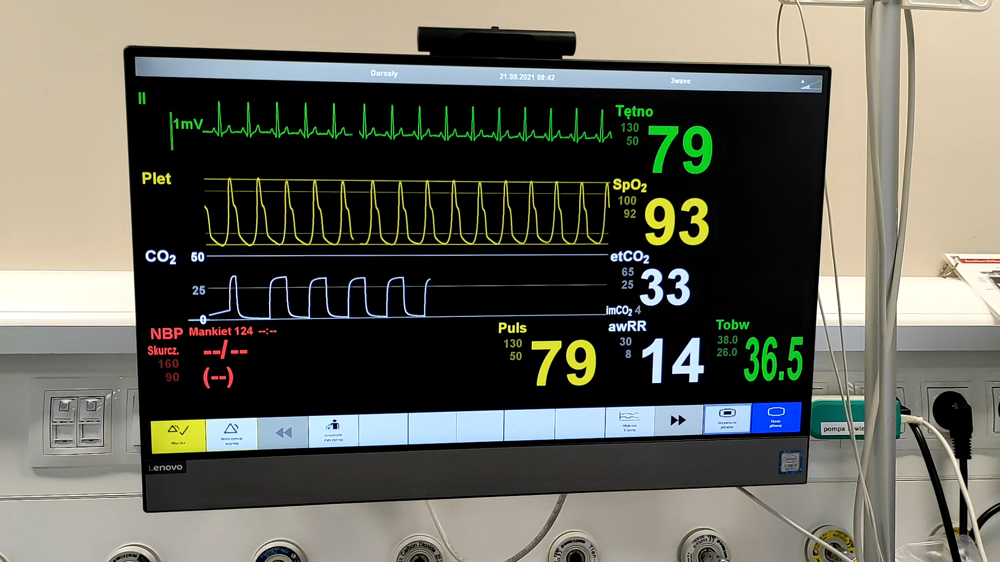 Dorosly
21.09.2021 09:42
3wave
II
1mV
Tętno
130
50
79
Plet
SpO2
100
92
93
CO2
50
25
0
etCO2
65
25
33
imCO2 4
NBP
Mankiet 124 --:--
Skurcz.
160
90
--/--
(--)
Puls
130
50
79
awRR
30
8
14
Tobw
38.0
26.0
36.5
Wycisz
Wstrzymaj
alarmy
Uruchom
Zatrzymaj
Wykres
Trendy
Ustawienia
główne
Ekran
główny
Lenovo
pompa
Carbon Dioxide